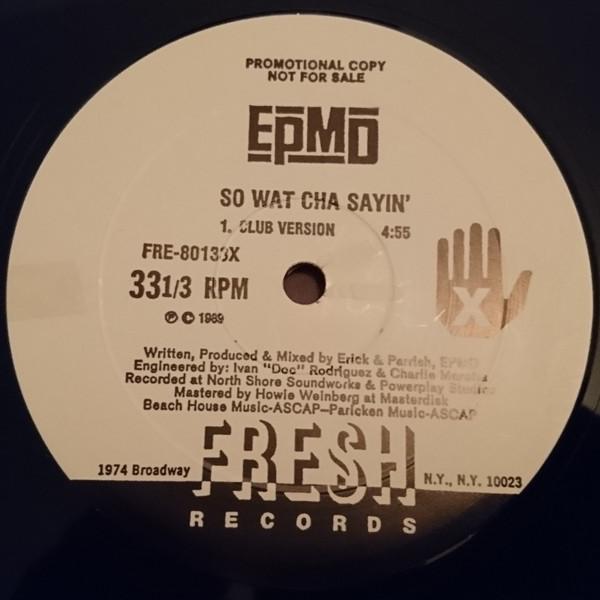 PROMOTIONAL COPY
NOT FOR SALE
EPMD
SO WAT CHA SAYIN'
1. CLUB VERSION 4:55
FRE-80133X
33 1/3 RPM
X
℗ © 1989
Written, Produced & Mixed by Erick & Parrish, EPMD
Engineered by: Ivan "Doc" Rodriguez & Charlie Marotta
Recorded at North Shore Soundworks & Powerplay Studios
Mastered by Howie Weinberg at Masterdisk
Beach House Music-ASCAP–Paricken Music-ASCAP
1974 Broadway FRESH N.Y., N.Y. 10023
RECORDS